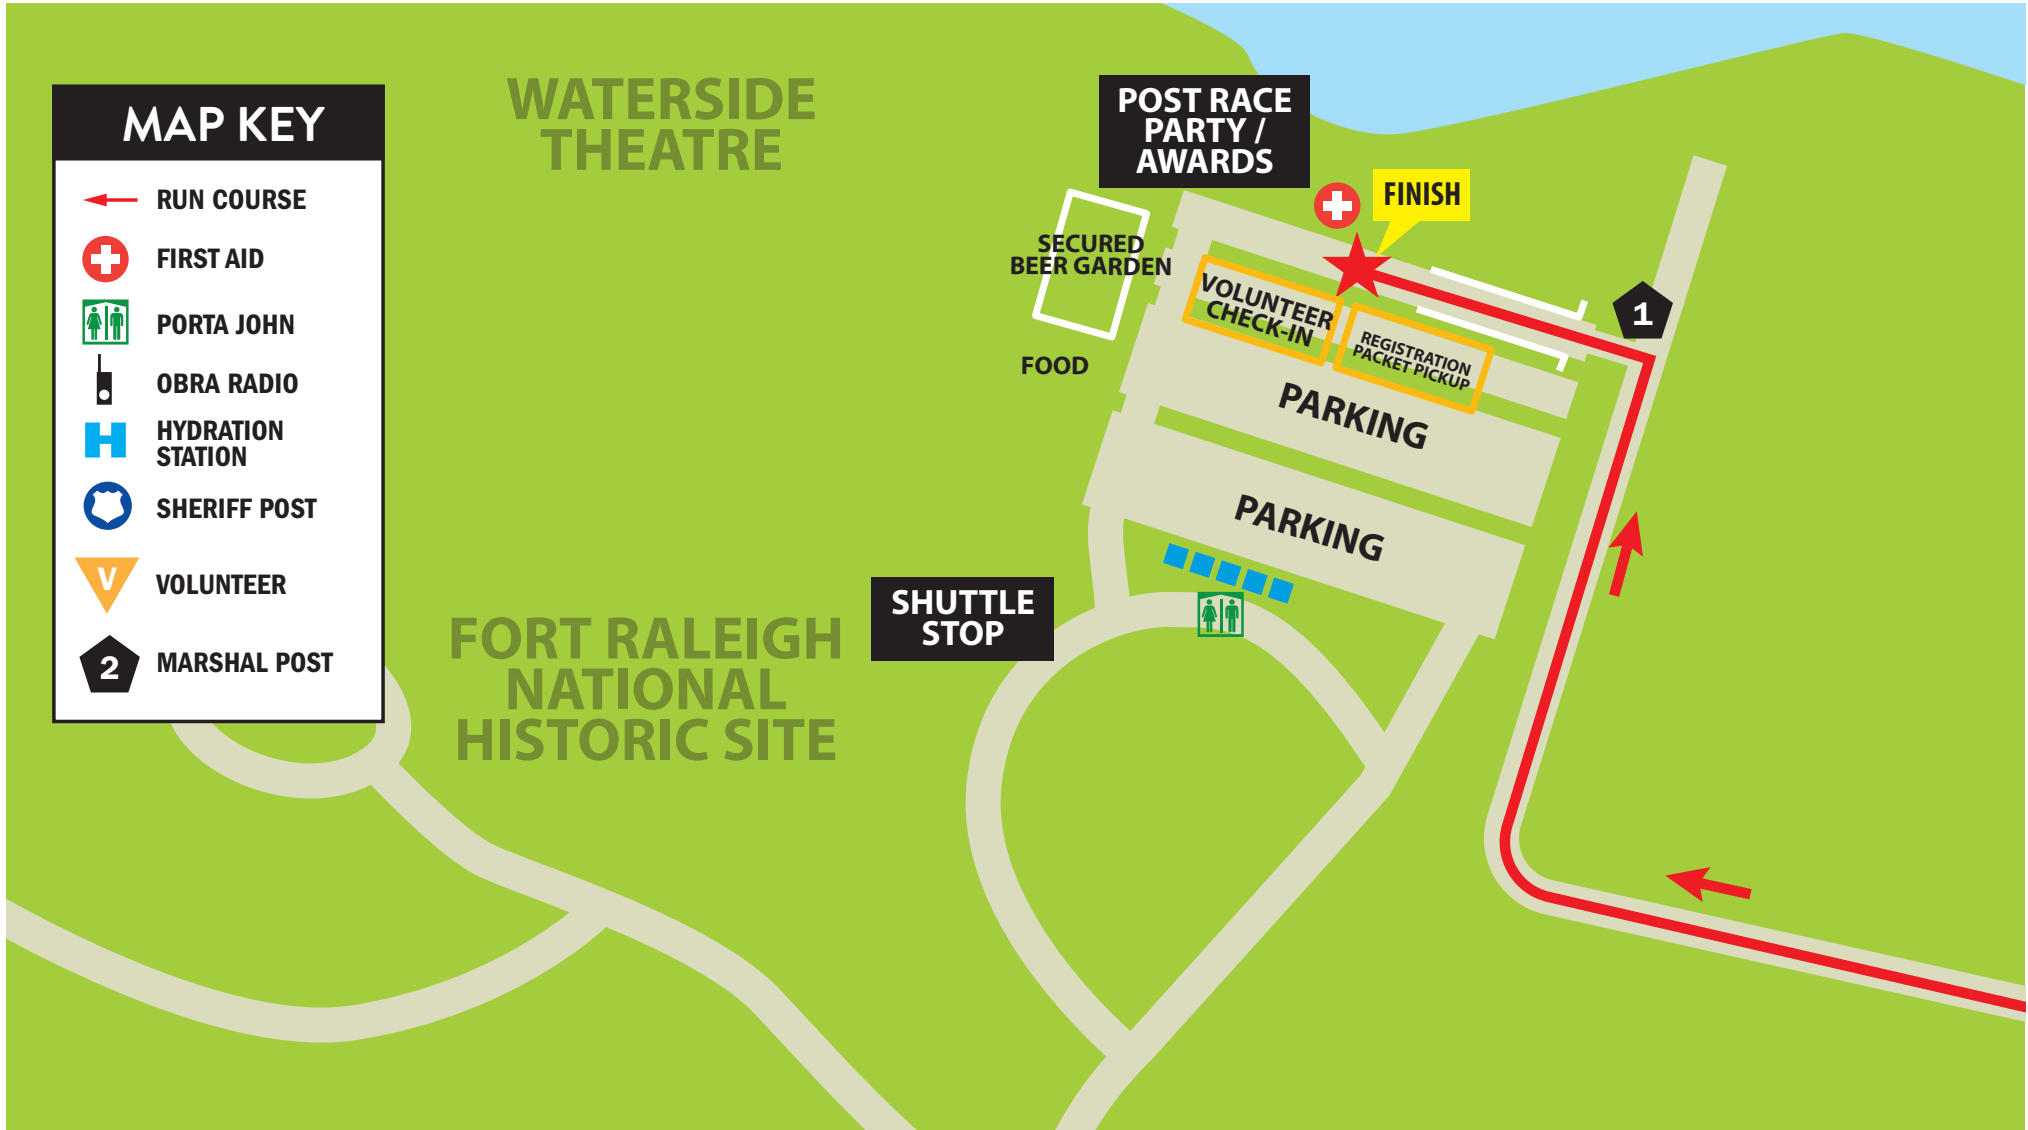 MAP KEY
RUN COURSE
FIRST AID
PORTA JOHN
OBRA RADIO
HYDRATION
STATION
SHERIFF POST
V
VOLUNTEER
2
MARSHAL POST
WATERSIDE
THEATRE
FORT RALEIGH
NATIONAL
HISTORIC SITE
POST RACE
PARTY /
AWARDS
FINISH
SECURED
BEER GARDEN
FOOD
VOLUNTEER
CHECK-IN
REGISTRATION
PACKET PICKUP
1
PARKING
PARKING
SHUTTLE
STOP